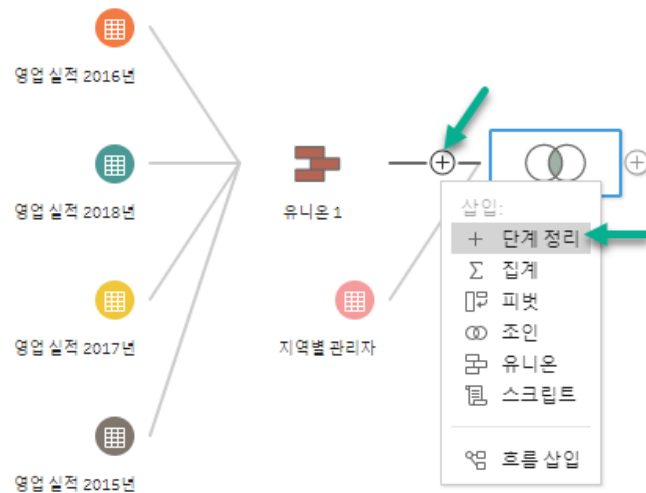 영업 실적 2016년
영업 실적 2018년
유니온 1
삽입:
단계 정리
집계
피벗
조인
유니온
스크립트
흐름 삽입
영업 실적 2017년
지역별 관리자
영업 실적 2015년